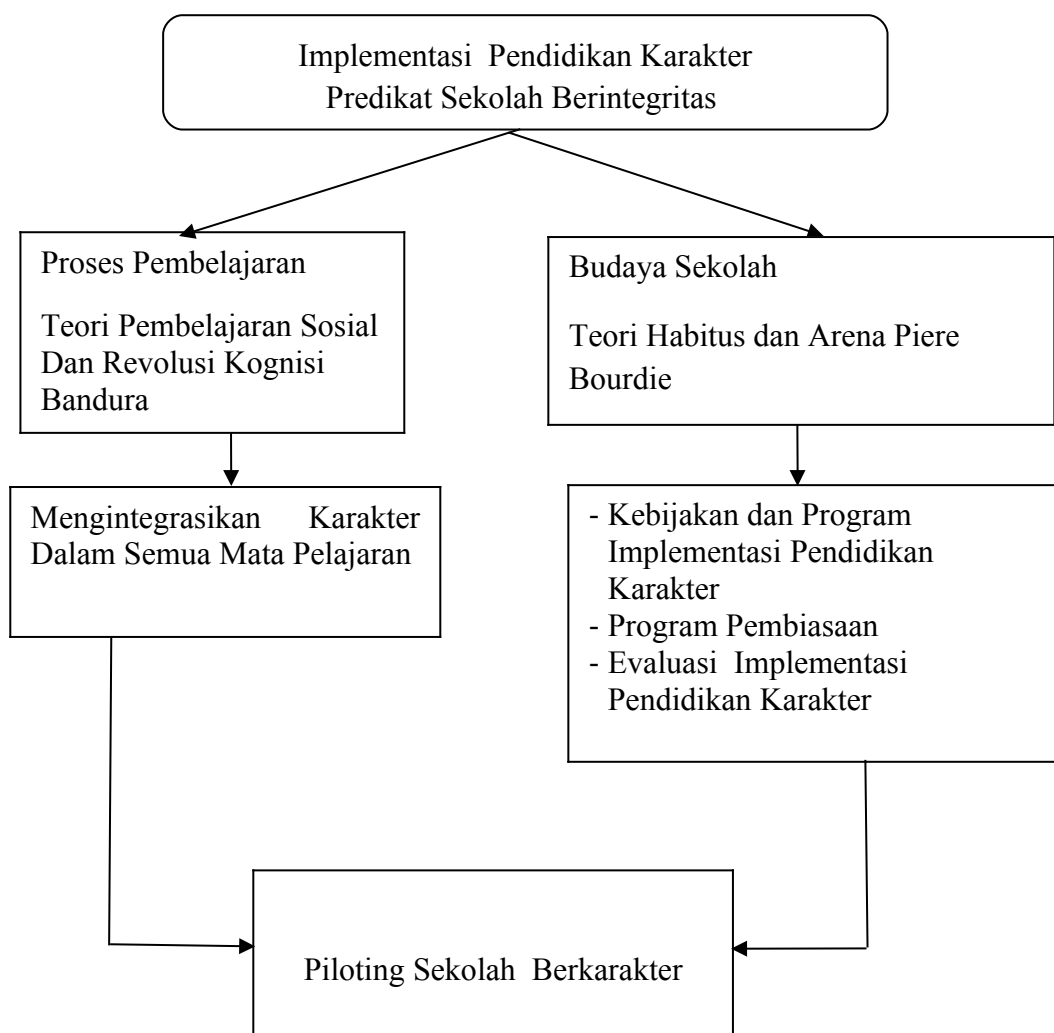 Implementasi Pendidikan Karakter
Predikat Sekolah Berintegritas
Proses Pembelajaran
Teori Pembelajaran Sosial
Dan Revolusi Kognisi
Bandura
Budaya Sekolah
Teori Habitus dan Arena Piere
Bourdie
Mengintegrasikan Karakter
Dalam Semua Mata Pelajaran
- Kebijakan dan Program
Implementasi Pendidikan
Karakter
- Program Pembiasaan
- Evaluasi Implementasi
Pendidikan Karakter
Piloting Sekolah Berkarakter